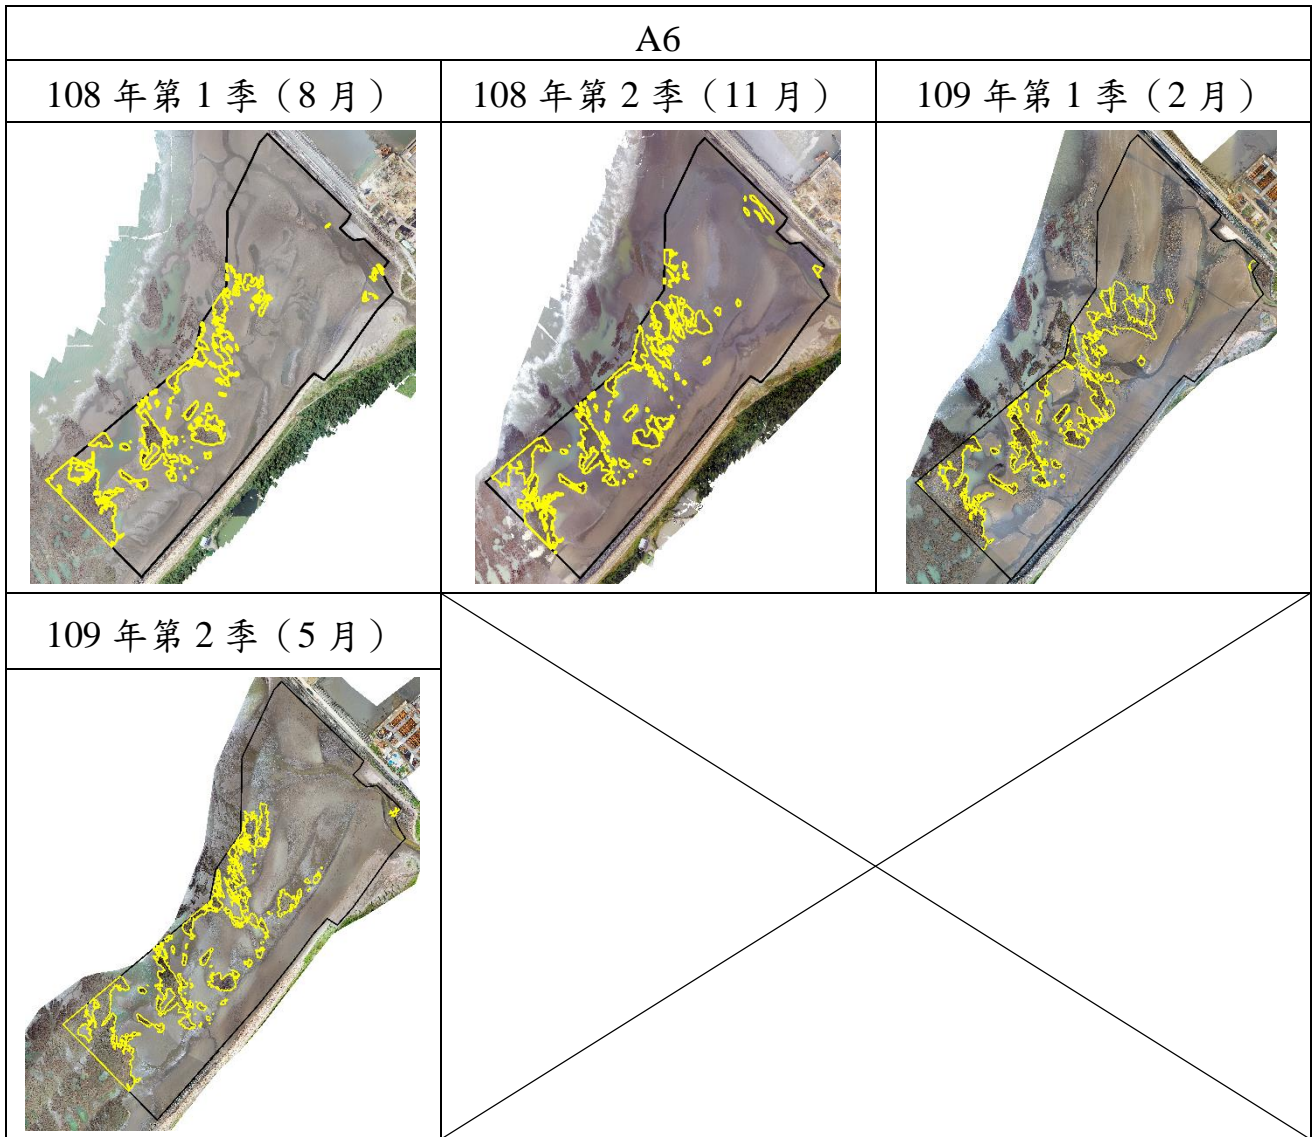 A6
108 年第 1 季（8 月）
108 年第 2 季（11 月）
109 年第 1 季（2 月）
109 年第 2 季（5 月）